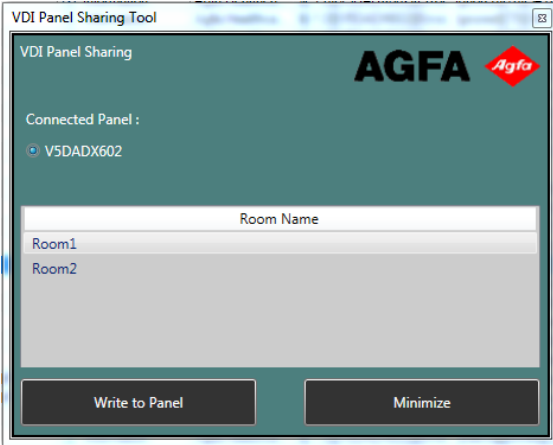 VDI Panel Sharing Tool
VDI Panel Sharing
AGFA
Agfa
Connected Panel :
V5DADX602
Room Name
Room1
Room2
Write to Panel
Minimize